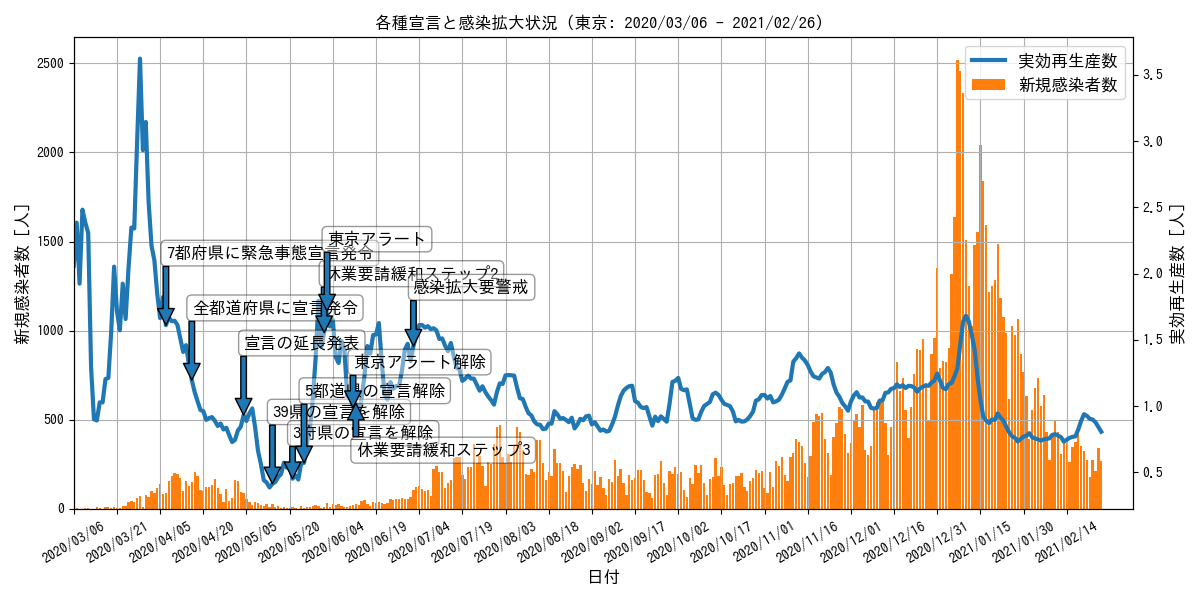 各種宣言と感染拡大状況（東京: 2020/03/06 - 2021/02/26）
実効再生産数
新規感染者数
新規感染者数 [人]
2500
2000
1500
1000
500
0
実効再生産数 [人]
3.5
3.0
2.5
2.0
1.5
1.0
0.5
東京アラート
7都府県に緊急事態宣言発令
休業要請緩和ステップ2
感染拡大要警戒
全都道府県に宣言発令
宣言の延長発表
東京アラート解除
5都道県の宣言解除
39県の宣言を解除
3府県の宣言を解除
休業要請緩和ステップ3
2020/03/06
2020/03/21
2020/04/05
2020/04/20
2020/05/05
2020/05/20
2020/06/04
2020/06/19
2020/07/04
2020/07/19
2020/08/03
2020/08/18
2020/09/02
2020/09/17
2020/10/02
2020/10/17
2020/11/01
2020/11/16
2020/12/01
2020/12/16
2020/12/31
2021/01/15
2021/01/30
2021/02/14
日付